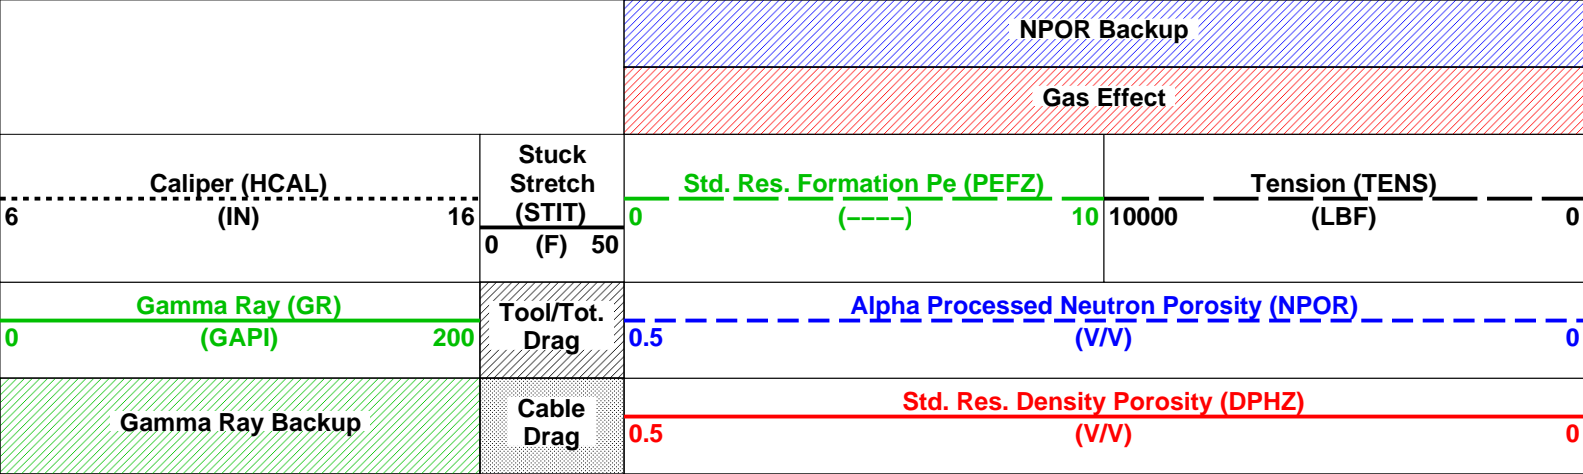 NPOR Backup
Gas Effect
Caliper (HCAL)
6 (IN) 16
Stuck
Stretch
(STIT)
0 (F) 50
Std. Res. Formation Pe (PEFZ)
0 (−−−−) 10
Tension (TENS)
10000 (LBF) 0
Gamma Ray (GR)
0 (GAPI) 200
Tool/Tot.
Drag
Alpha Processed Neutron Porosity (NPOR)
0.5 (V/V) 0
Gamma Ray Backup
Cable
Drag
Std. Res. Density Porosity (DPHZ)
0.5 (V/V) 0